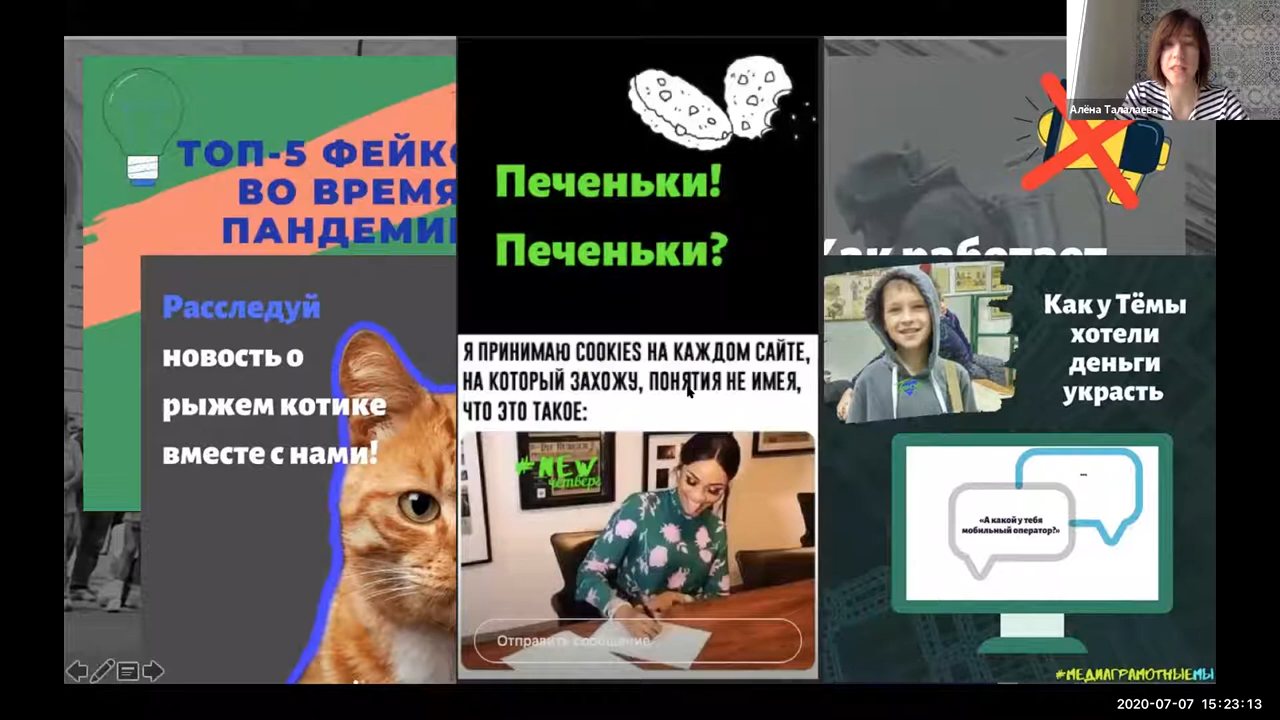 ТОП-5 ФЕЙК
ВО ВРЕМЯ
ПАНДЕМИ
Расследуй
новость о
рыжем котике
вместе с нами!
Печеньки!
Печеньки?
Я ПРИНИМАЮ COOKIES НА КАЖДОМ САЙТЕ,
НА КОТОРЫЙ ЗАХОЖУ, ПОНЯТИЯ НЕ ИМЕЯ,
ЧТО ЭТО ТАКОЕ:
#NEW
четверг
Отправить сообщение
Алёна Талалаева
Как работает
Как у Тёмы
хотели
деньги
украсть
...
«А какой у тебя
мобильный оператор?»
#МЕДИАГРАМОТНЫЕМЫ
2020-07-07 15:23:13